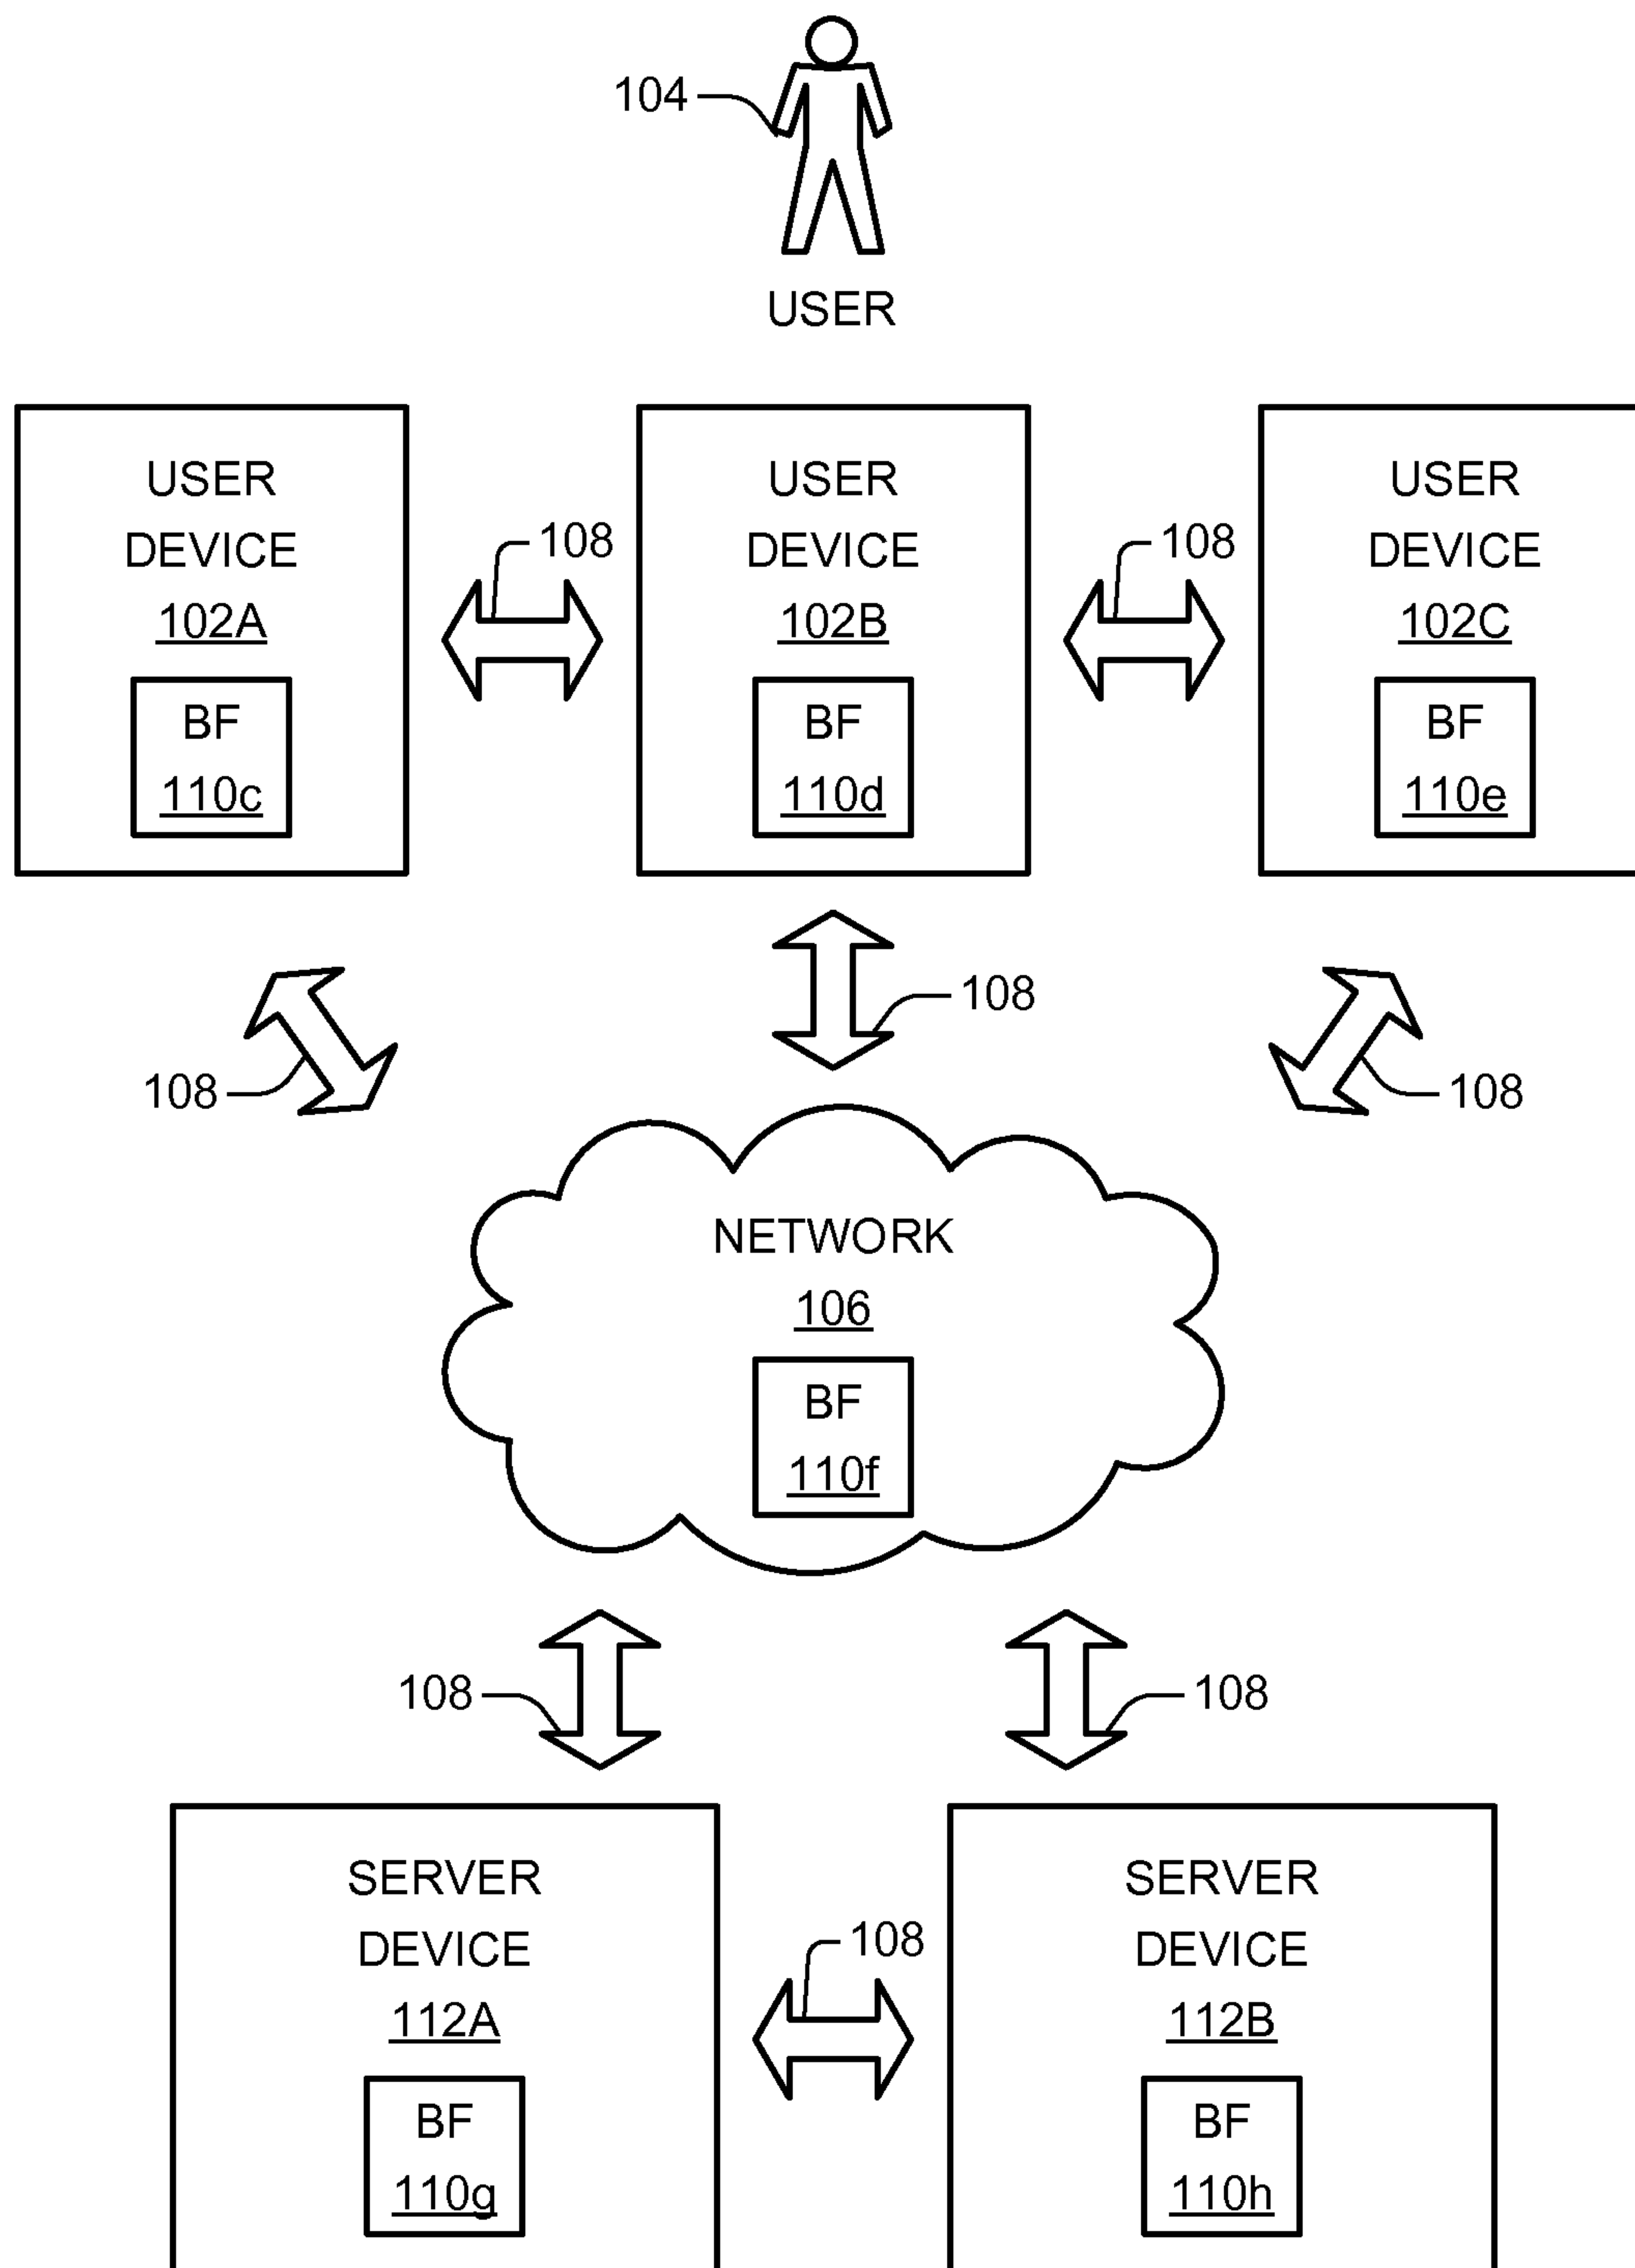 104
USER
USER
DEVICE
102A
BF
110c
108
USER
DEVICE
102B
BF
110d
108
USER
DEVICE
102C
BF
110e
108
108
108
NETWORK
106
BF
110f
108
108
SERVER
DEVICE
112A
BF
110g
108
SERVER
DEVICE
112B
BF
110h